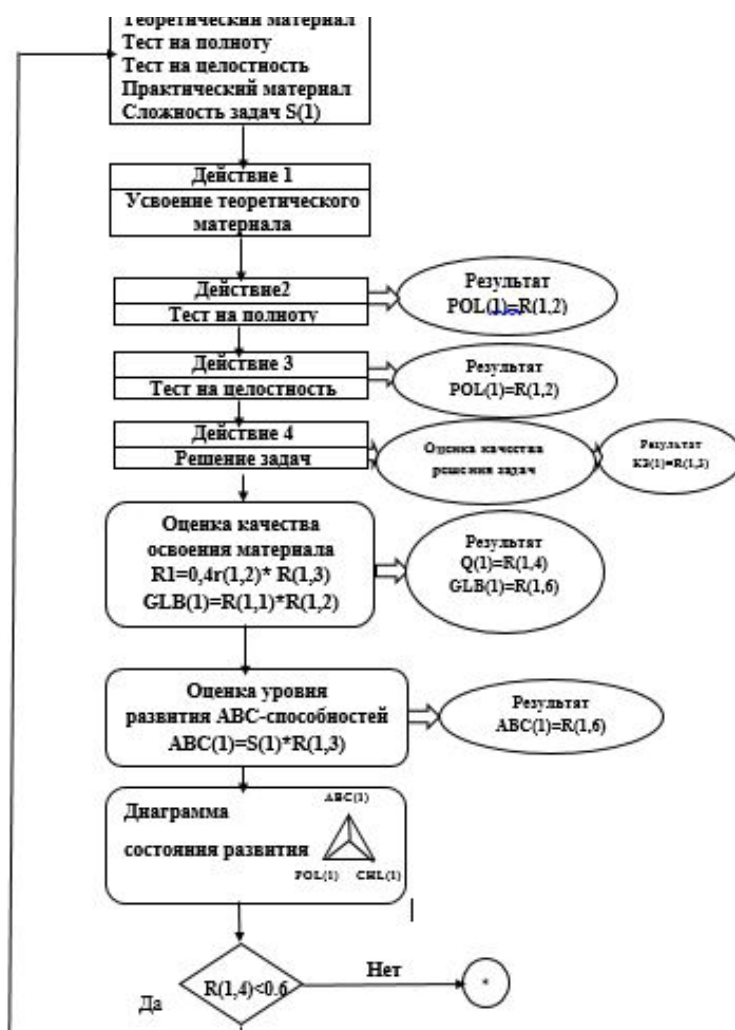 Теоретический материал
Тест на полноту
Тест на целостность
Практический материал
Сложность задач S(1)
Действие 1
Усвоение теоретического
материала
Действие2
Тест на полноту
Результат
POL(1)=R(1,2)
Действие 3
Тест на целостность
Результат
POL(1)=R(1,2)
Действие 4
Решение задач
Оценка качества
решения задач
Результат
КЗ(1)=R(1,3)
Оценка качества
освоения материала
R1=0,4r(1,2)* R(1,3)
GLB(1)=R(1,1)*R(1,2)
Результат
Q(1)=R(1,4)
GLB(1)=R(1,6)
Оценка уровня
развития АВС-способностей
ABC(1)=S(1)*R(1,3)
Результат
ABC(1)=R(1,6)
Диаграмма
состояния развития
ABC(1)
POL(1) CHL(1)
R(1,4)<0.6
Нет
*
Да